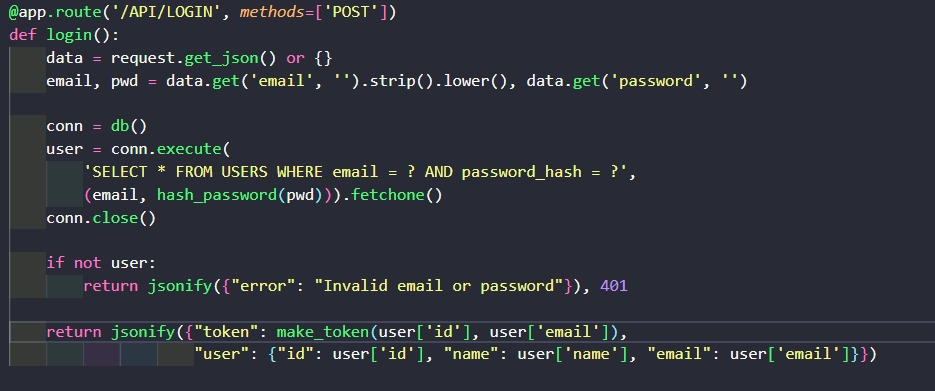 @app.route('/API/LOGIN', methods=['POST'])
def login():
    data = request.get_json() or {}
    email, pwd = data.get('email', '').strip().lower(), data.get('password', '')

    conn = db()
    user = conn.execute(
        'SELECT * FROM USERS WHERE email = ? AND password_hash = ?',
        (email, hash_password(pwd))).fetchone()
    conn.close()

    if not user:
        return jsonify({"error": "Invalid email or password"}), 401

    return jsonify({"token": make_token(user['id'], user['email']),
                    "user": {"id": user['id'], "name": user['name'], "email": user['email']}})